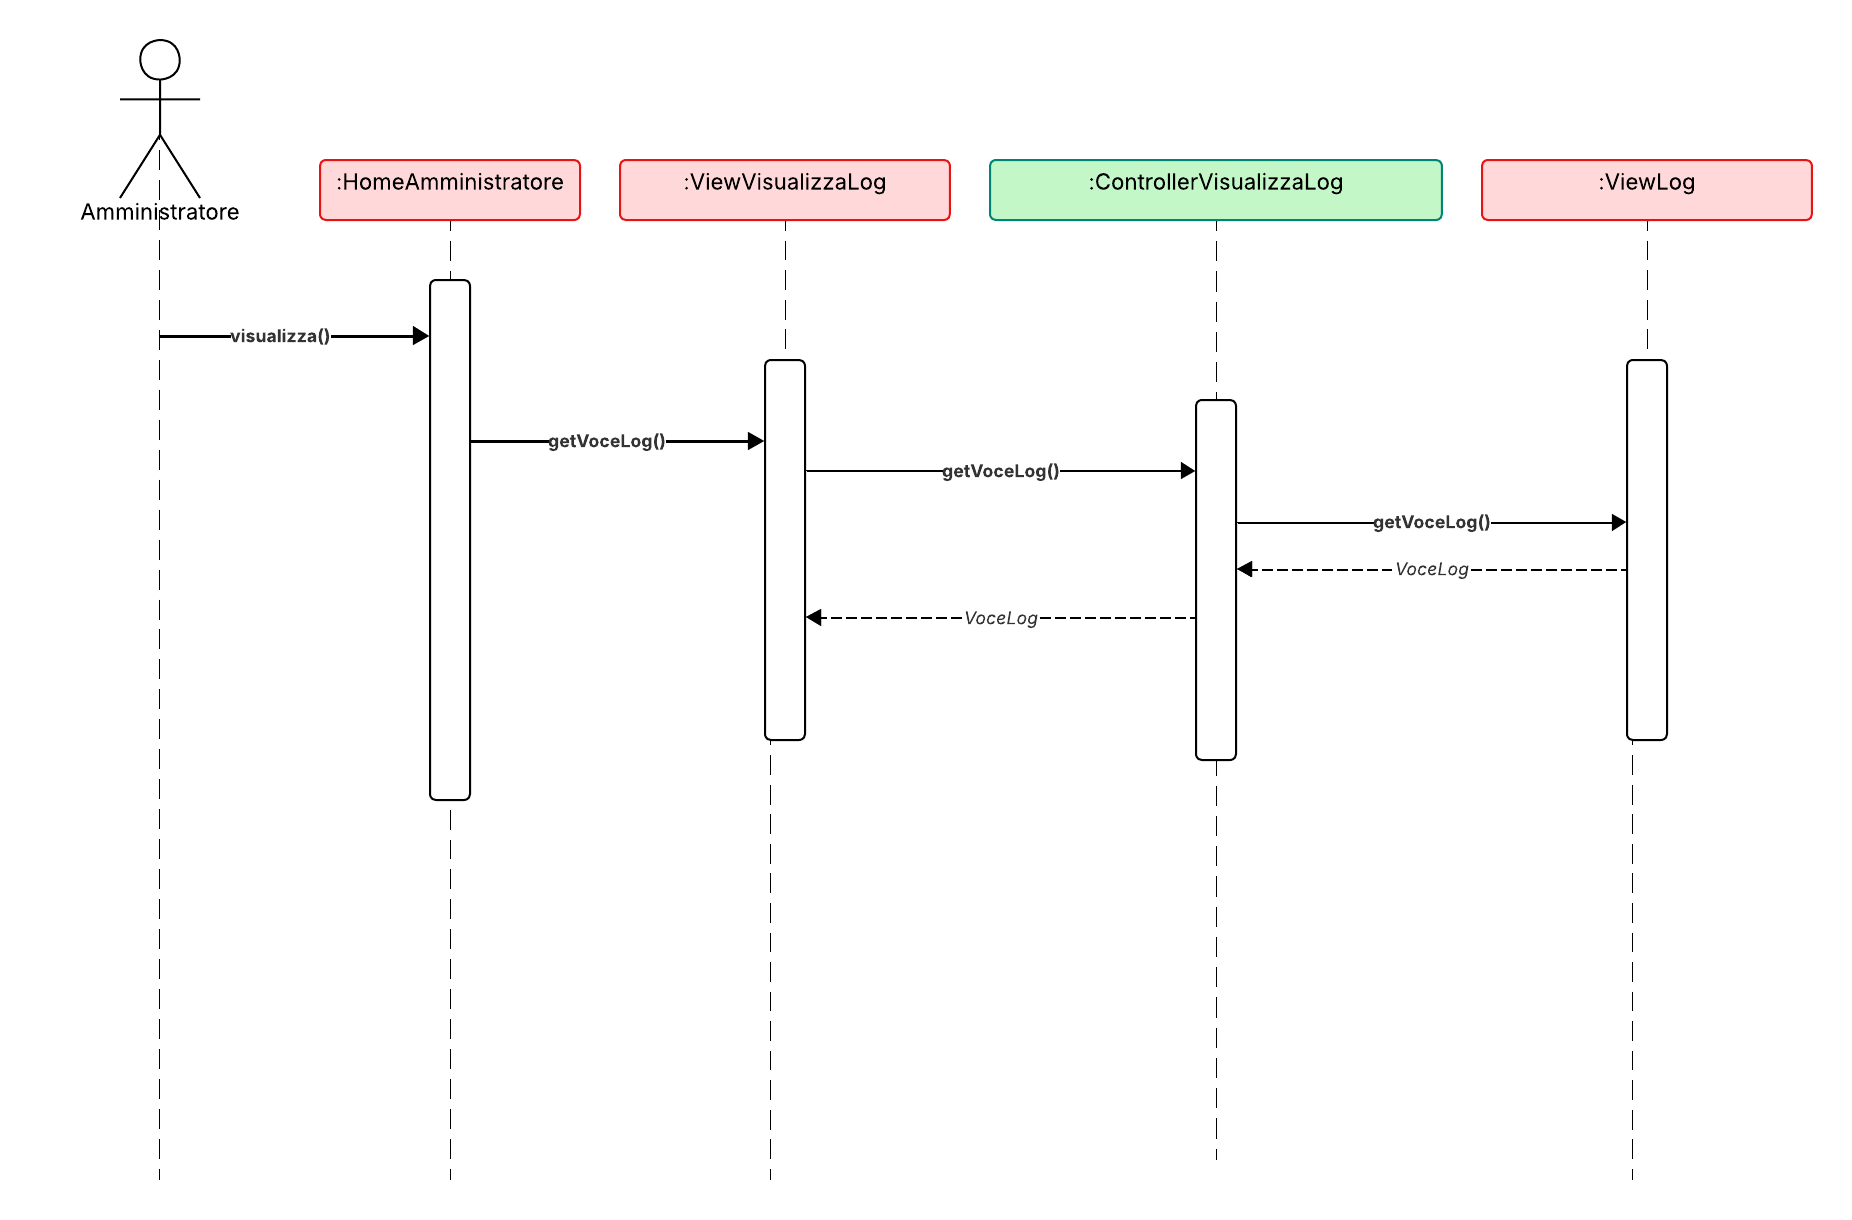 Amministratore
:HomeAmministratore
:ViewVisualizzaLog
:ControllerVisualizzaLog
:ViewLog
visualizza()
getVoceLog()
getVoceLog()
getVoceLog()
VoceLog
VoceLog